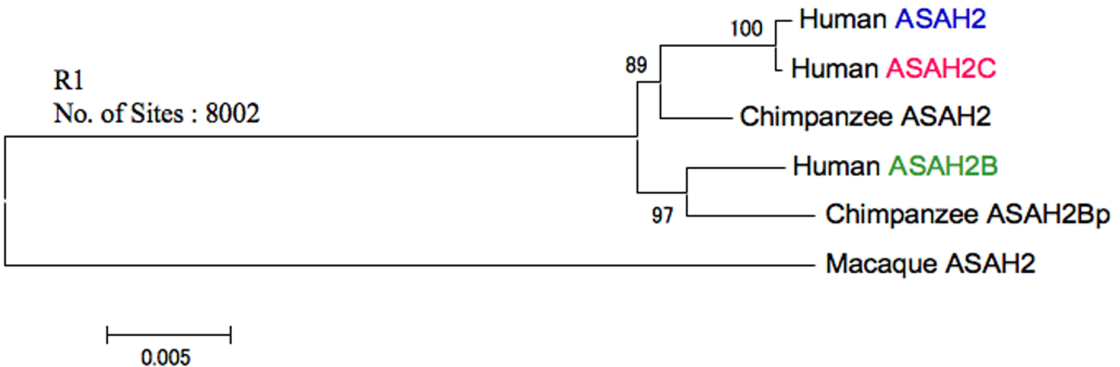 100
Human ASAH2
89
Human ASAH2C
R1
No. of Sites : 8002
Chimpanzee ASAH2
Human ASAH2B
97
Chimpanzee ASAH2Bp
Macaque ASAH2
0.005